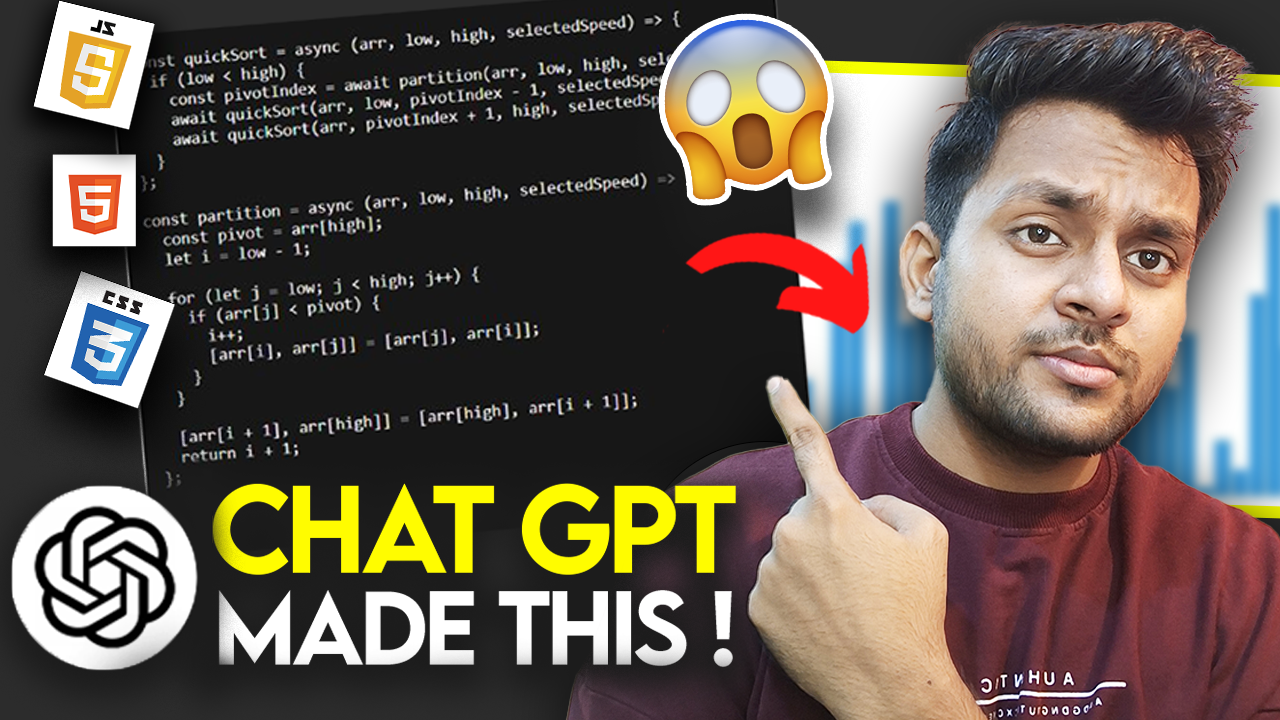 JS
5
5
CSS
3
nst quickSort = async (arr, low, high, selectedSpeed) => {
if (low < high) {
const pivotIndex = await partition(arr, low, high, sele
await quickSort(arr, low, pivotIndex - 1, selectedSpee
await quickSort(arr, pivotIndex + 1, high, selectedSp
}
};
const partition = async (arr, low, high, selectedSpeed) =>
const pivot = arr[high];
let i = low - 1;
for (let j = low; j < high; j++) {
if (arr[j] < pivot) {
i++;
[arr[i], arr[j]] = [arr[j], arr[i]];
}
}
[arr[i + 1], arr[high]] = [arr[high], arr[i + 1]];
return i + 1;
};
CHAT GPT
MADE THIS !